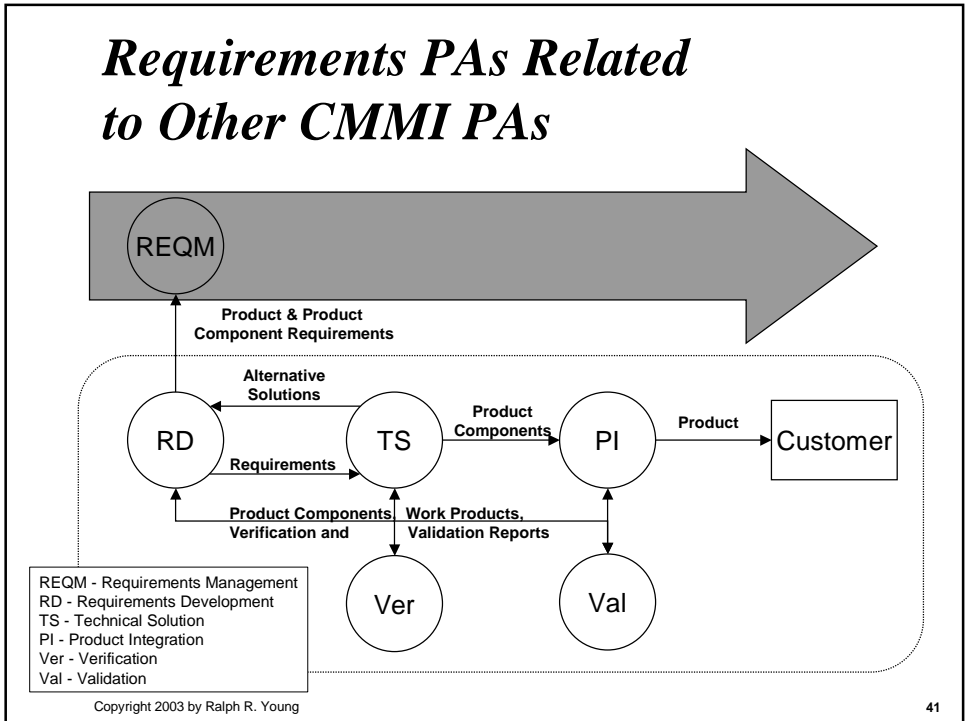 Requirements PAs Related
to Other CMMI PAs
REQM
Product & Product
Component Requirements
Alternative
Solutions
RD
TS
Product
Components
PI
Product
Customer
Requirements
Product Components, Work Products,
Verification and Validation Reports
Ver
Val
REQM - Requirements Management
RD - Requirements Development
TS - Technical Solution
PI - Product Integration
Ver - Verification
Val - Validation
Copyright 2003 by Ralph R. Young
41